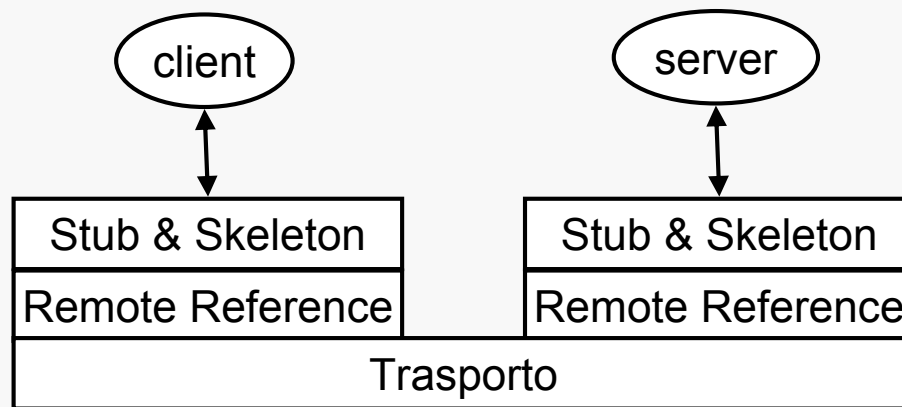 client
server
Stub & Skeleton
Stub & Skeleton
Remote Reference
Remote Reference
Trasporto